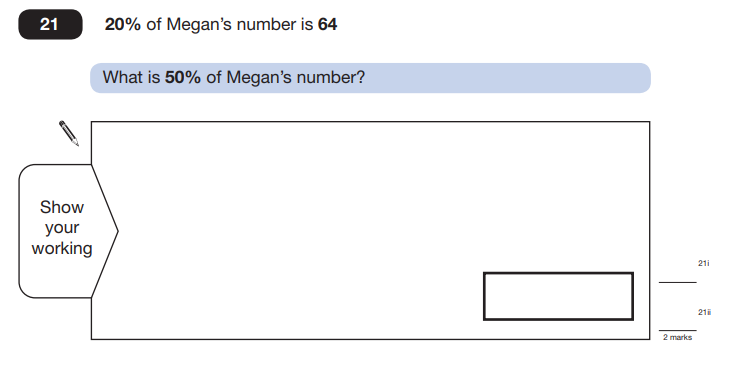 21 20% of Megan's number is 64
What is 50% of Megan's number?
Show
your
working
21i
21ii
2 marks